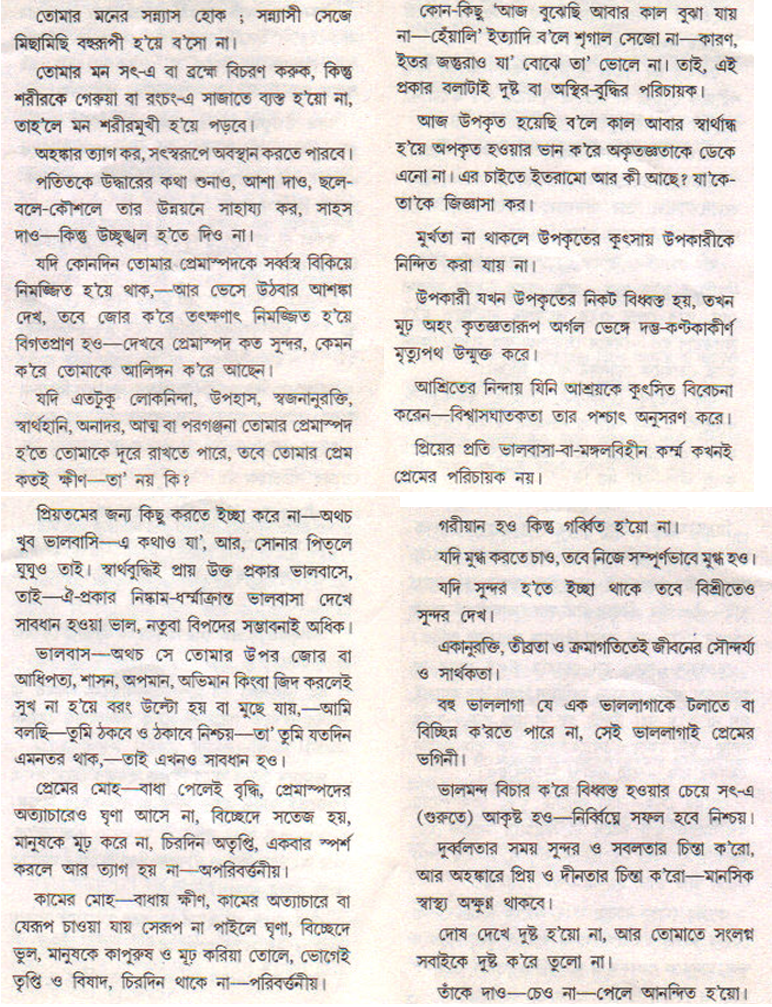 তোমার মনের সন্ন্যাস হোক ; সন্ন্যাসী সেজে
মিছামিছি বহুরূপী হ'য়ে ব'সো না।
তোমার মন সৎ-এ বা ব্রহ্মে বিচরণ করুক, কিন্তু
শরীরকে গেরুয়া বা রংচং-এ সাজাতে ব্যস্ত হ'য়ো না,
তাহ'লে মন শরীরমুখী হ'য়ে পড়বে।
অহঙ্কার ত্যাগ কর, সৎস্বরূপে অবস্থান করতে পারবে।
পতিতকে উদ্ধারের কথা শুনাও, আশা দাও, ছলে-
বলে-কৌশলে তার উন্নয়নে সাহায্য কর, সাহস
দাও—কিন্তু উচ্ছৃঙ্খল হ'তে দিও না।
যদি কোনদিন তোমার প্রেমাস্পদকে সর্ব্বস্ব বিকিয়ে
নিমজ্জিত হ'য়ে থাক,—আর ভেসে উঠবার আশঙ্কা
দেখ, তবে জোর ক'রে তৎক্ষণাৎ নিমজ্জিত হ'য়ে
বিগতপ্রাণ হও—দেখবে প্রেমাস্পদ কত সুন্দর, কেমন
ক'রে তোমাকে আলিঙ্গন ক'রে আছেন।
যদি এতটুকু লোকনিন্দা, উপহাস, স্বজনানুরক্তি,
স্বার্থহানি, অনাদর, আত্ম বা পরগঞ্জনা তোমার প্রেমাস্পদ
হ'তে তোমাকে দূরে রাখতে পারে, তবে তোমার প্রেম
কতই ক্ষীণ—তা' নয় কি?
কোন-কিছু 'আজ বুঝেছি আবার কাল বুঝা যায়
না—হেঁয়ালি' ইত্যাদি ব'লে শৃগাল সেজো না—কারণ,
ইতর জন্তুরাও যা' বোঝে তা' ভোলে না। তাই, এই
প্রকার বলাটাই দুষ্ট বা অস্থির-বুদ্ধির পরিচায়ক।
আজ উপকৃত হয়েছি ব'লে কাল আবার স্বার্থান্ধ
হ'য়ে অপকৃত হওয়ার ভান ক'রে অকৃতজ্ঞতাকে ডেকে
এনো না। এর চাইতে ইতরামো আর কী আছে? যা'কে-
তা'কে জিজ্ঞাসা কর।
মূর্খতা না থাকলে উপকৃতের কুৎসায় উপকারীকে
নিন্দিত করা যায় না।
উপকারী যখন উপকৃতের নিকট বিধ্বস্ত হয়, তখন
মূঢ় অহং কৃতজ্ঞতারূপ অর্গল ভেঙ্গে দম্ভ-কণ্টকাকীর্ণ
মৃত্যুপথ উন্মুক্ত করে।
আশ্রিতের নিন্দায় যিনি আশ্রয়কে কুৎসিত বিবেচনা
করেন—বিশ্বাসঘাতকতা তার পশ্চাৎ অনুসরণ করে।
প্রিয়ের প্রতি ভালবাসা-বা-মঙ্গলবিহীন কর্ম্ম কখনই
প্রেমের পরিচায়ক নয়।
প্রিয়তমের জন্য কিছু করতে ইচ্ছা করে না—অথচ
খুব ভালবাসি—এ কথাও যা', আর, সোনার পিত্‌লে
ঘুঘুও তাই। স্বার্থবুদ্ধিই প্রায় উক্ত প্রকার ভালবাসে,
তাই—ঐ-প্রকার নিষ্কাম-ধর্ম্মাক্রান্ত ভালবাসা দেখে
সাবধান হওয়া ভাল, নতুবা বিপদের সম্ভাবনাই অধিক।
ভালবাস—অথচ সে তোমার উপর জোর বা
আধিপত্য, শাসন, অপমান, অভিমান কিংবা জিদ করলেই
সুখ না হ'য়ে বরং উল্টো হয় বা মুছে যায়,—আমি
বলছি—তুমি ঠকবে ও ঠকাবে নিশ্চয়—তা' তুমি যতদিন
এমনতর থাক,—তাই এখনও সাবধান হও।
প্রেমের মোহ—বাধা পেলেই বৃদ্ধি, প্রেমাস্পদের
অত্যাচারেও ঘৃণা আসে না, বিচ্ছেদে সতেজ হয়,
মানুষকে মূঢ় করে না, চিরদিন অতৃপ্তি, একবার স্পর্শ
করলে আর ত্যাগ হয় না—অপরিবর্ত্তনীয়।
কামের মোহ—বাধায় ক্ষীণ, কামের অত্যাচারে বা
যেরূপ চাওয়া যায় সেরূপ না পাইলে ঘৃণা, বিচ্ছেদে
ভুল, মানুষকে কাপুরুষ ও মূঢ় করিয়া তোলে, ভোগেই
তৃপ্তি ও বিষাদ, চিরদিন থাকে না—পরিবর্ত্তনীয়।
গরীয়ান হও কিন্তু গর্ব্বিত হ'য়ো না।
যদি মুগ্ধ করতে চাও, তবে নিজে সম্পূর্ণভাবে মুগ্ধ হও।
যদি সুন্দর হ'তে ইচ্ছা থাকে তবে বিশ্রীতেও
সুন্দর দেখ।
একানুরক্তি, তীব্রতা ও ক্রমাগতিতেই জীবনের সৌন্দর্য্য
ও সার্থকতা।
বহু ভাললাগা যে এক ভাললাগাকে টলাতে বা
বিচ্ছিন্ন ক'রতে পারে না, সেই ভাললাগাই প্রেমের
ভগিনী।
ভালমন্দ বিচার ক'রে বিধ্বস্ত হওয়ার চেয়ে সৎ-এ
(গুরুতে) আকৃষ্ট হও—নির্ব্বিঘ্নে সফল হবে নিশ্চয়।
দুর্ব্বলতার সময় সুন্দর ও সবলতার চিন্তা ক'রো,
আর অহঙ্কারে প্রিয় ও দীনতার চিন্তা ক'রো—মানসিক
স্বাস্থ্য অক্ষুণ্ণ থাকবে।
দোষ দেখে দুষ্ট হ'য়ো না, আর তোমাতে সংলগ্ন
সবাইকে দুষ্ট ক'রে তুলো না।
তাঁকে দাও—চেও না—পেলে আনন্দিত হ'য়ো।